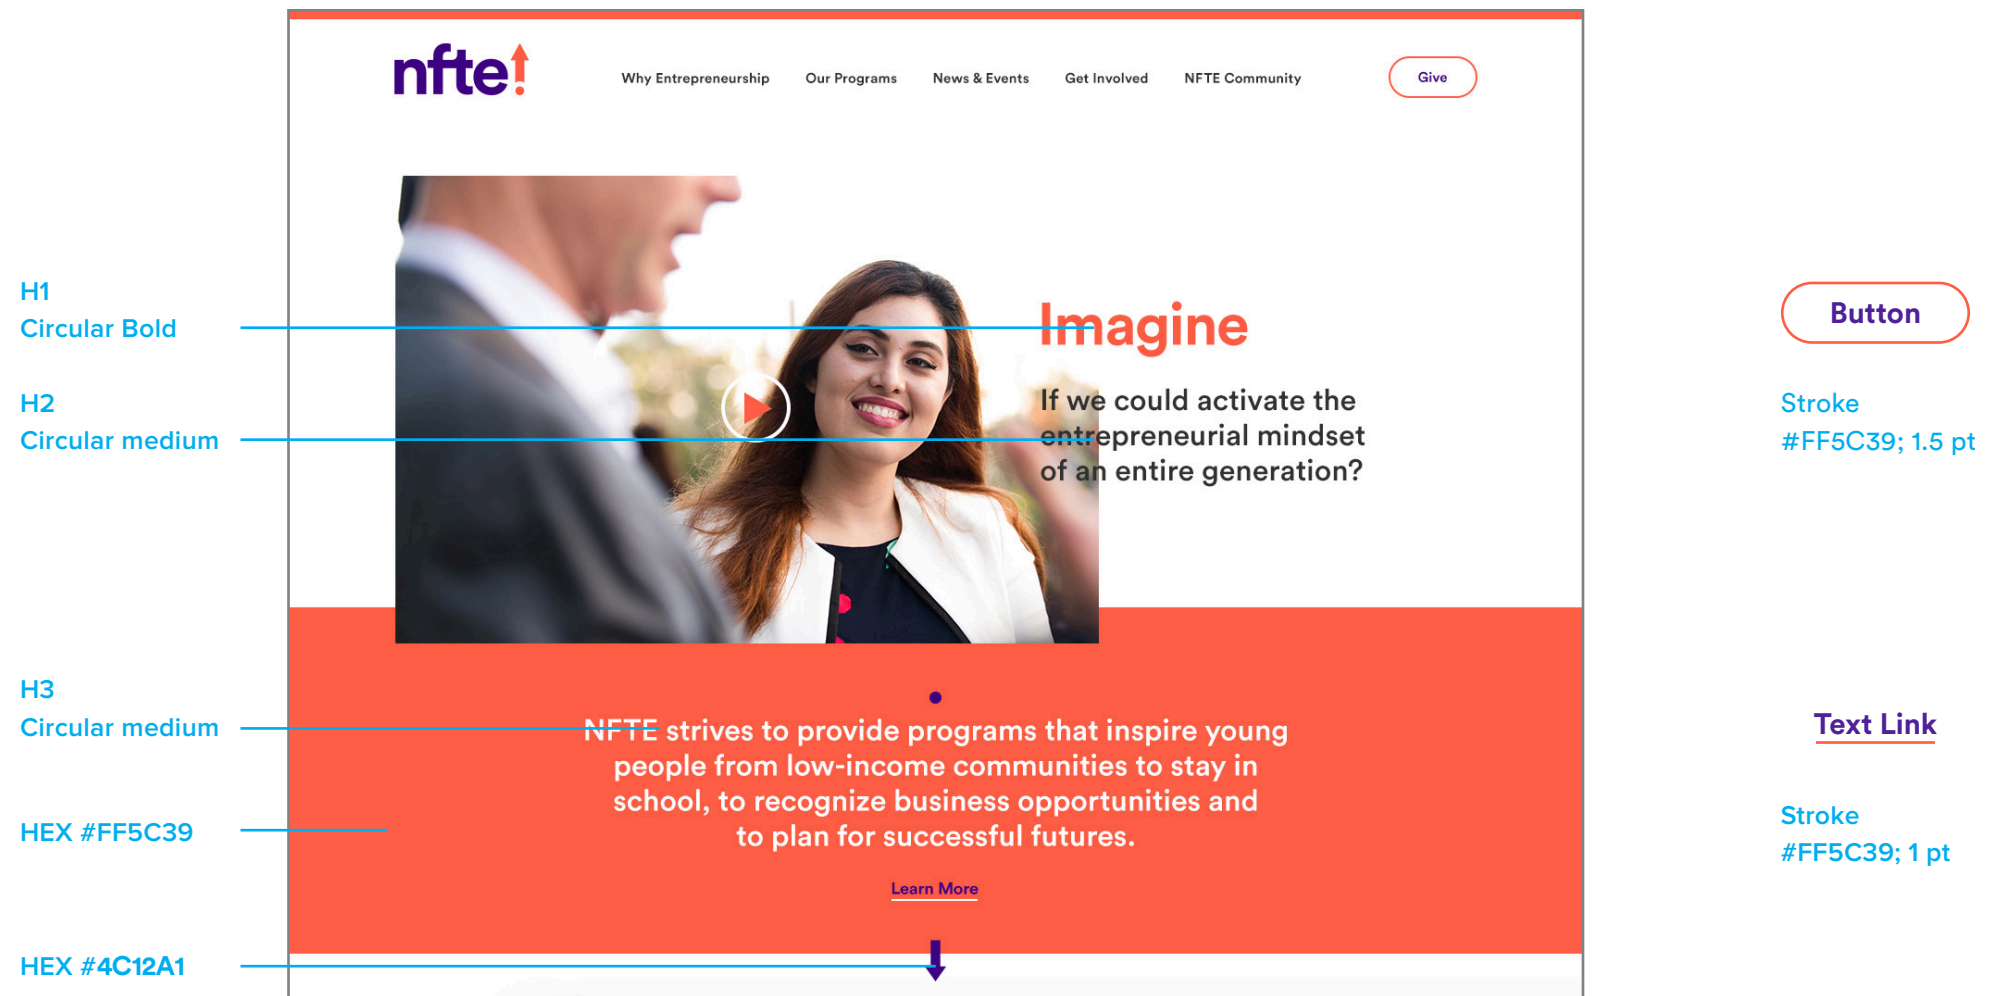 nfte!
Why Entrepreneurship Our Programs News & Events Get Involved NFTE Community Give
H1
Circular Bold
H2
Circular medium
Imagine
If we could activate the
entrepreneurial mindset
of an entire generation?
Button
Stroke
#FF5C39; 1.5 pt
H3
Circular medium
HEX #FF5C39
HEX #4C12A1
NFTE strives to provide programs that inspire young
people from low-income communities to stay in
school, to recognize business opportunities and
to plan for successful futures.
Learn More
Text Link
Stroke
#FF5C39; 1 pt